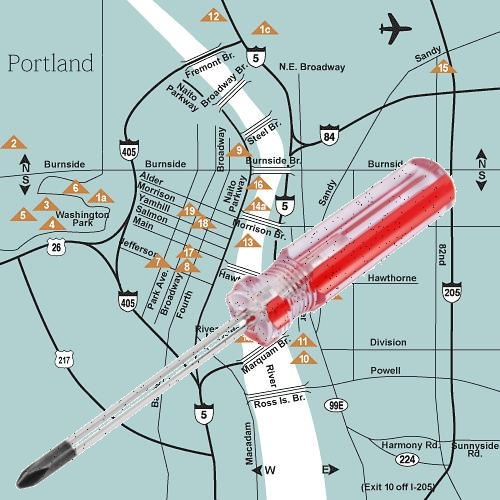 12
1c
5
Sandy
Portland
Fremont Br.
N.E. Broadway
15
Naito
Parkway
Broadway Br.
Steel Br.
84
2
405
Broadway
9
N
S
Burnside
Burnside
Burnside Br.
Burnsid
N
S
6
1a
Alder
Morrison
Yamhill
Salmon
Main
Naito
Parkway
16
14a
5
Sandy
5
3
4
Washington
Park
19
18
Morrison Br.
13
26
Jefferson
7
17
8
82nd
Haw
Hawthorne
405
Park Ave.
Broadway
Fourth
205
River
217
Marquam Br.
11
10
Division
River
Powell
Ross Is. Br.
5
99E
Macadam
Harmony Rd.
Sunnyside
Rd.
224
W
E
(Exit 10 off I-205)